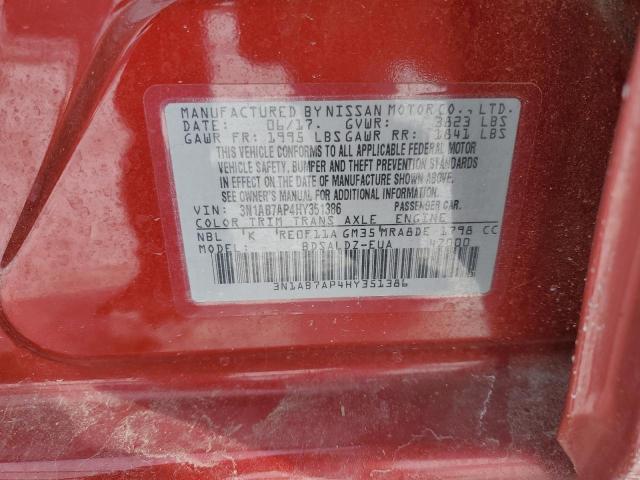 MANUFACTURED BY NISSAN MOTOR CO., LTD.
DATE: 06/17. GVWR: 3823 LBS
GAWR FR: 1995 LBS GAWR RR: 1841 LBS
THIS VEHICLE CONFORMS TO ALL APPLICABLE FEDERAL MOTOR
VEHICLE SAFETY, BUMPER AND THEFT PREVENTION STANDARDS
IN EFFECT ON THE DATE OF MANUFACTURE SHOWN ABOVE.
SEE OWNER'S MANUAL FOR ADDITIONAL INFORMATION.
VIN: 3N1AB7AP4HY351386 PASSENGER CAR
COLOR TRIM TRANS AXLE ENGINE
NBL K RE0F11A GM35 MRA8DE 1798 CC
BDSALDZ-EUA 4Z000
3N1AB7AP4HY351386